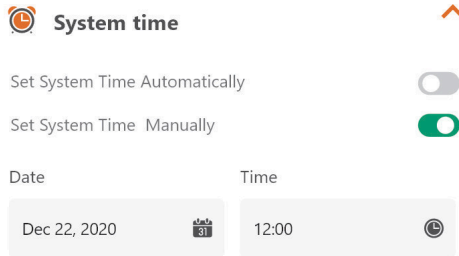 System time
Set System Time Automatically
Set System Time Manually
Date Time
Dec 22, 2020 31 12:00